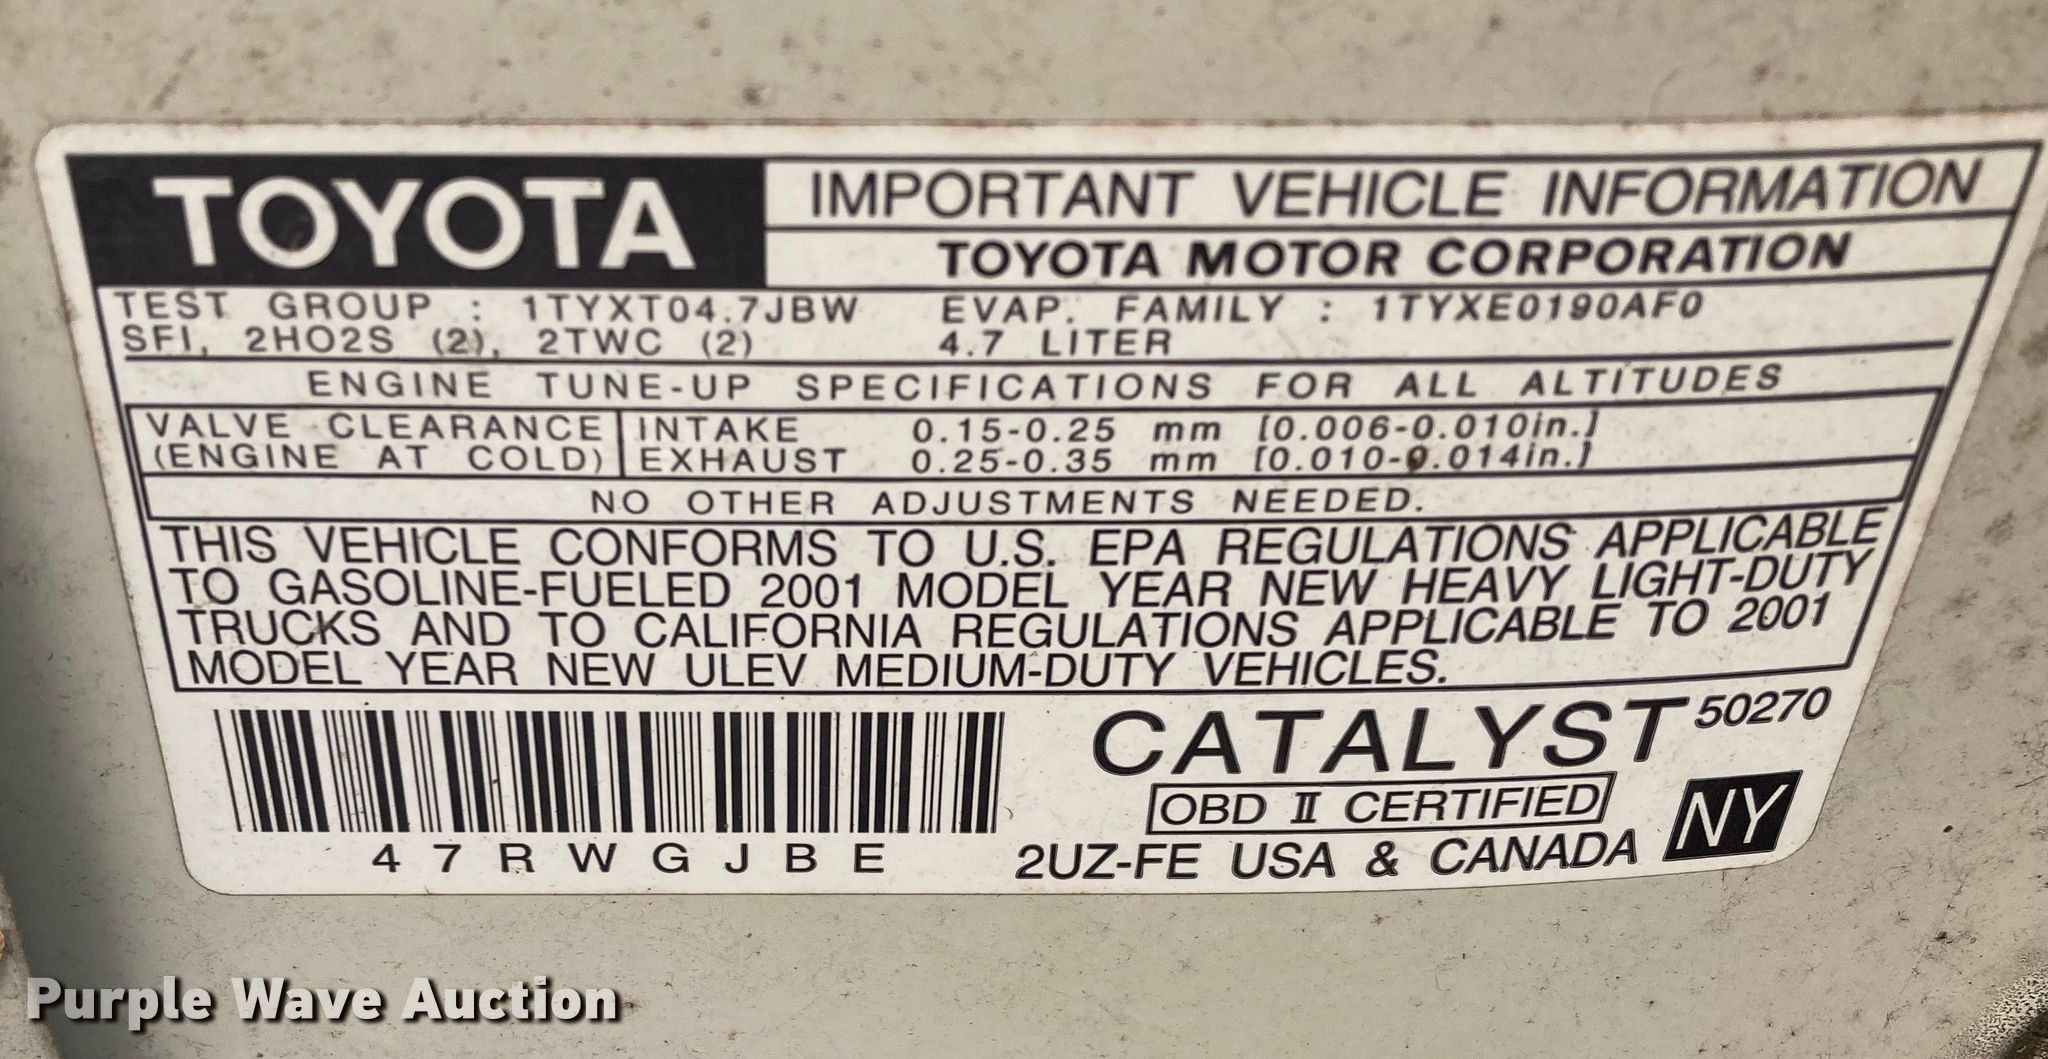 TOYOTA
IMPORTANT VEHICLE INFORMATION
TOYOTA MOTOR CORPORATION
TEST GROUP : 1TYXT04.7JBW EVAP. FAMILY : 1TYXE0190AF0
SFI, 2HO2S (2), 2TWC (2) 4.7 LITER
ENGINE TUNE-UP SPECIFICATIONS FOR ALL ALTITUDES
VALVE CLEARANCE INTAKE 0.15-0.25 mm [0.006-0.010in.]
(ENGINE AT COLD) EXHAUST 0.25-0.35 mm [0.010-0.014in.]
NO OTHER ADJUSTMENTS NEEDED.
THIS VEHICLE CONFORMS TO U.S. EPA REGULATIONS APPLICABLE
TO GASOLINE-FUELED 2001 MODEL YEAR NEW HEAVY LIGHT-DUTY
TRUCKS AND TO CALIFORNIA REGULATIONS APPLICABLE TO 2001
MODEL YEAR NEW ULEV MEDIUM-DUTY VEHICLES.
CATALYST 50270
OBD II CERTIFIED
NY
47RWGJBE
2UZ-FE USA & CANADA
Purple Wave Auction